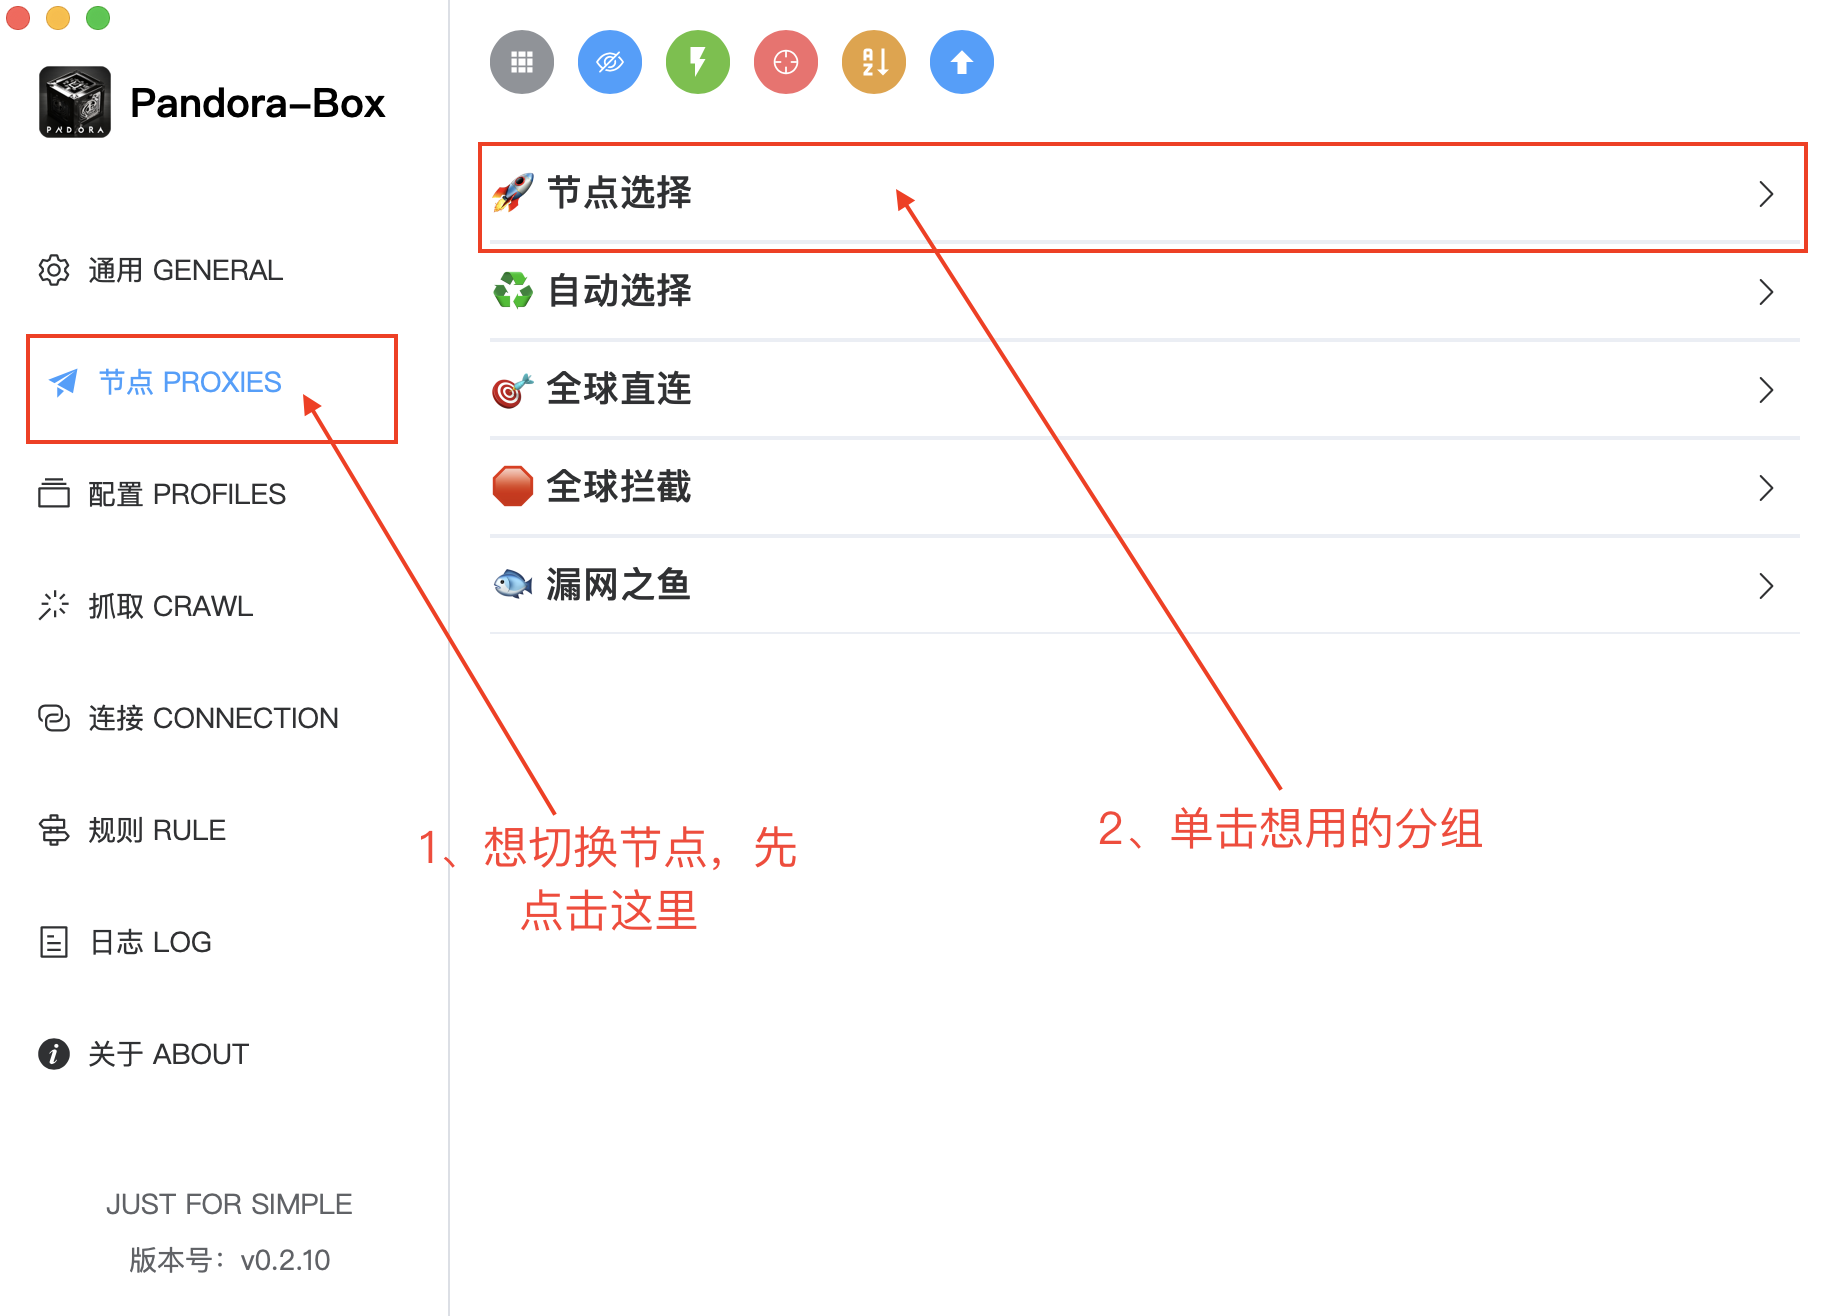 Pandora-Box
PANDORA
通用 GENERAL
节点 PROXIES
配置 PROFILES
抓取 CRAWL
连接 CONNECTION
规则 RULE
日志 LOG
关于 ABOUT
JUST FOR SIMPLE
版本号：v0.2.10
AZ
节点选择
自动选择
全球直连
全球拦截
漏网之鱼
1、想切换节点，先
点击这里
2、单击想用的分组